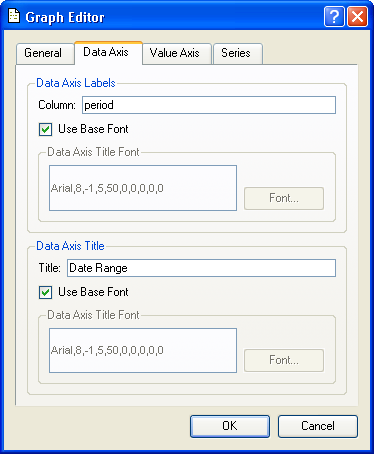 Graph Editor
General Data Axis Value Axis Series
Data Axis Labels
Column: period
Use Base Font
Data Axis Title Font
Arial,8,-1,5,50,0,0,0,0,0
Font...
Data Axis Title
Title: Date Range
Use Base Font
Data Axis Title Font
Arial,8,-1,5,50,0,0,0,0,0
Font...
OK Cancel